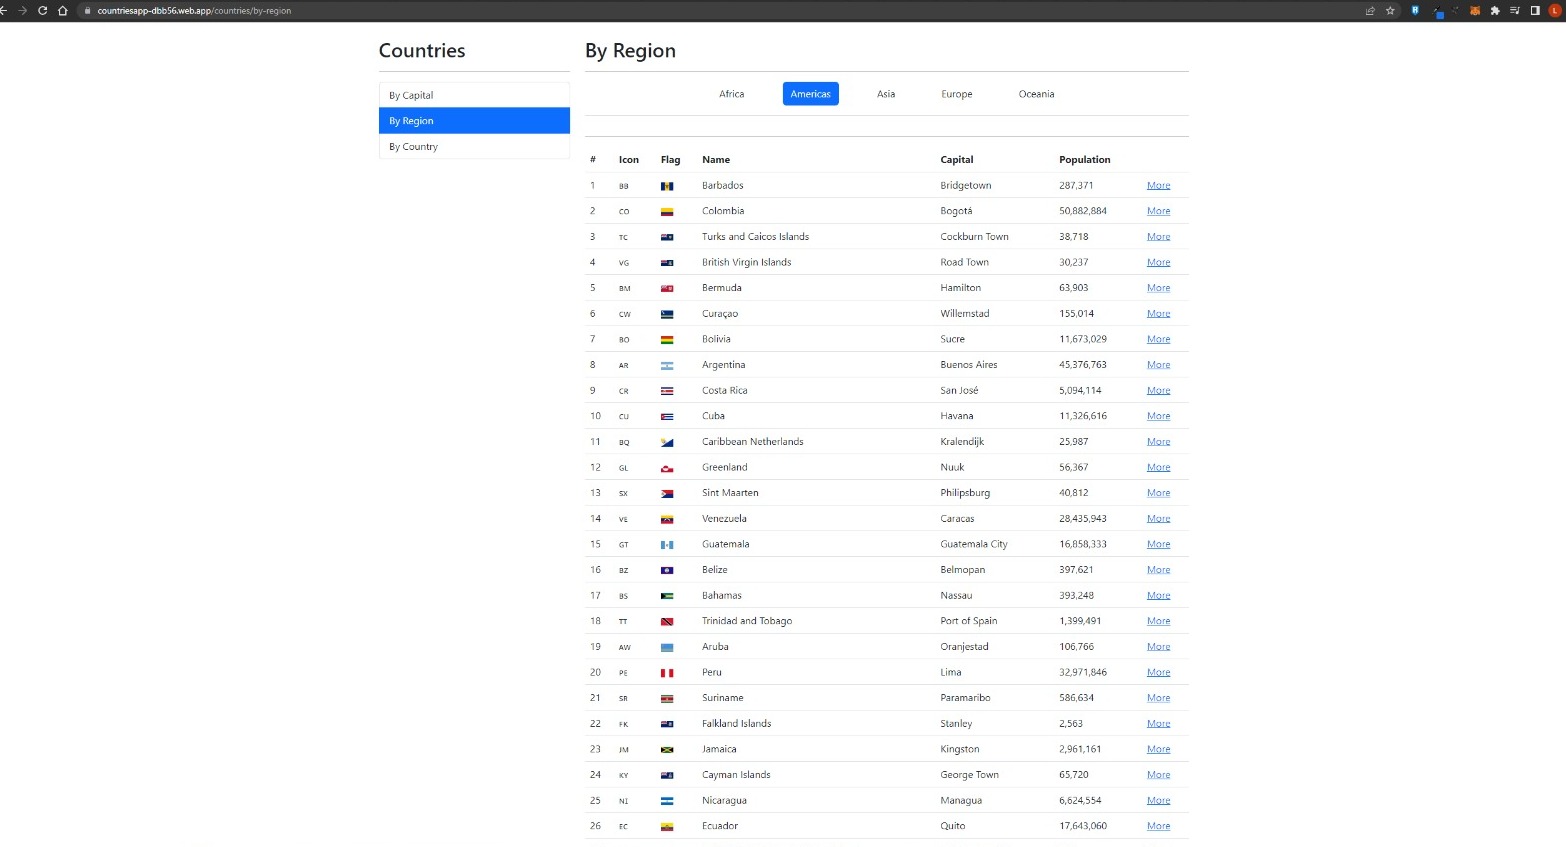 countriesapp-dbb56.web.app/countries/by-region
L
Countries
By Capital
By Region
By Country
By Region
Africa Americas Asia Europe Oceania
# Icon Flag Name Capital Population
1 BB Barbados Bridgetown 287,371 More
2 CO Colombia Bogotá 50,882,884 More
3 TC Turks and Caicos Islands Cockburn Town 38,718 More
4 VG British Virgin Islands Road Town 30,237 More
5 BM Bermuda Hamilton 63,903 More
6 CW Curaçao Willemstad 155,014 More
7 BO Bolivia Sucre 11,673,029 More
8 AR Argentina Buenos Aires 45,376,763 More
9 CR Costa Rica San José 5,094,114 More
10 CU Cuba Havana 11,326,616 More
11 BQ Caribbean Netherlands Kralendijk 25,987 More
12 GL Greenland Nuuk 56,367 More
13 SX Sint Maarten Philipsburg 40,812 More
14 VE Venezuela Caracas 28,435,943 More
15 GT Guatemala Guatemala City 16,858,333 More
16 BZ Belize Belmopan 397,621 More
17 BS Bahamas Nassau 393,248 More
18 TT Trinidad and Tobago Port of Spain 1,399,491 More
19 AW Aruba Oranjestad 106,766 More
20 PE Peru Lima 32,971,846 More
21 SR Suriname Paramaribo 586,634 More
22 FK Falkland Islands Stanley 2,563 More
23 JM Jamaica Kingston 2,961,161 More
24 KY Cayman Islands George Town 65,720 More
25 NI Nicaragua Managua 6,624,554 More
26 EC Ecuador Quito 17,643,060 More